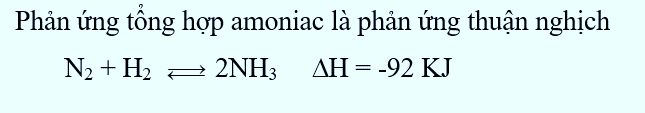 Phản ứng tổng hợp amoniac là phản ứng thuận nghịch
N₂ + H₂ ⇌ 2NH₃ ΔH = -92 KJ